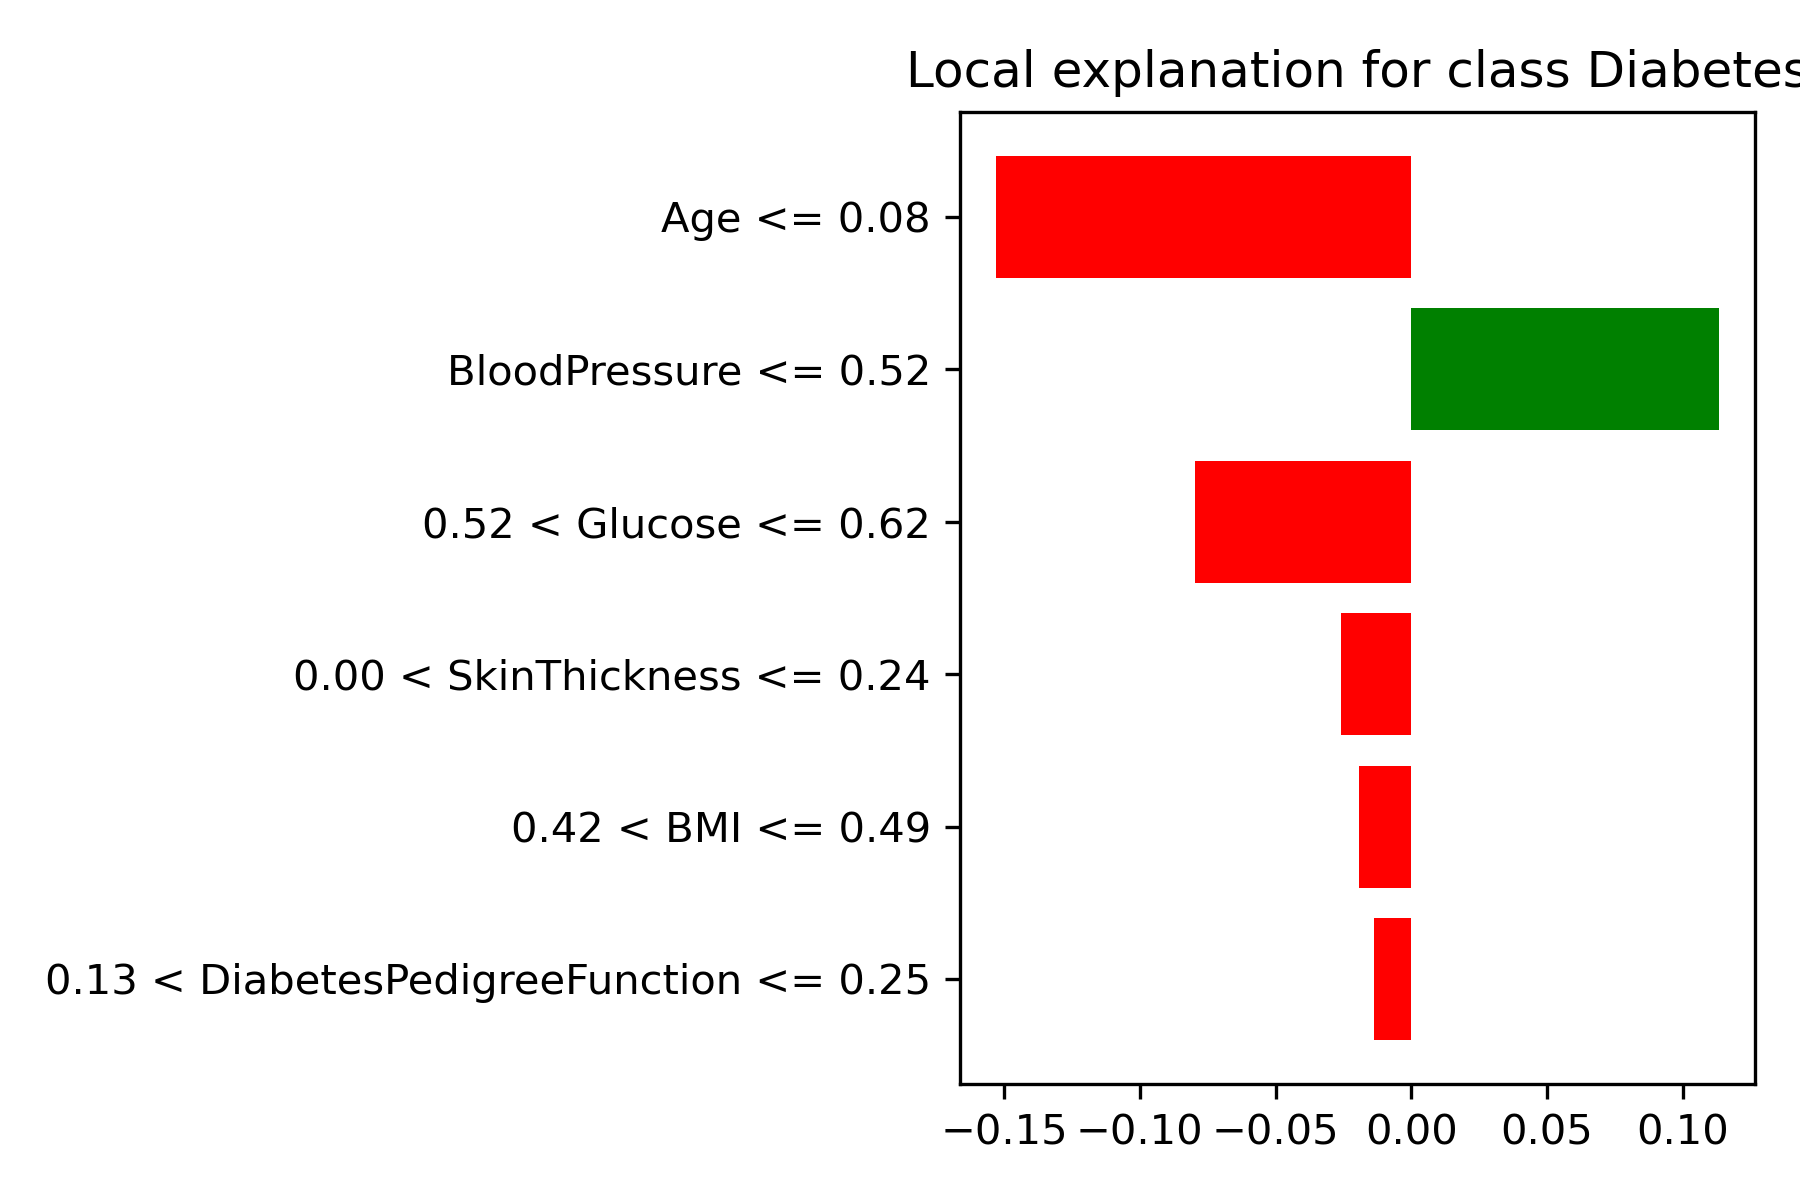 Local explanation for class Diabetes
Age <= 0.08
BloodPressure <= 0.52
0.52 < Glucose <= 0.62
0.00 < SkinThickness <= 0.24
0.42 < BMI <= 0.49
0.13 < DiabetesPedigreeFunction <= 0.25
−0.15 −0.10 −0.05 0.00 0.05 0.10